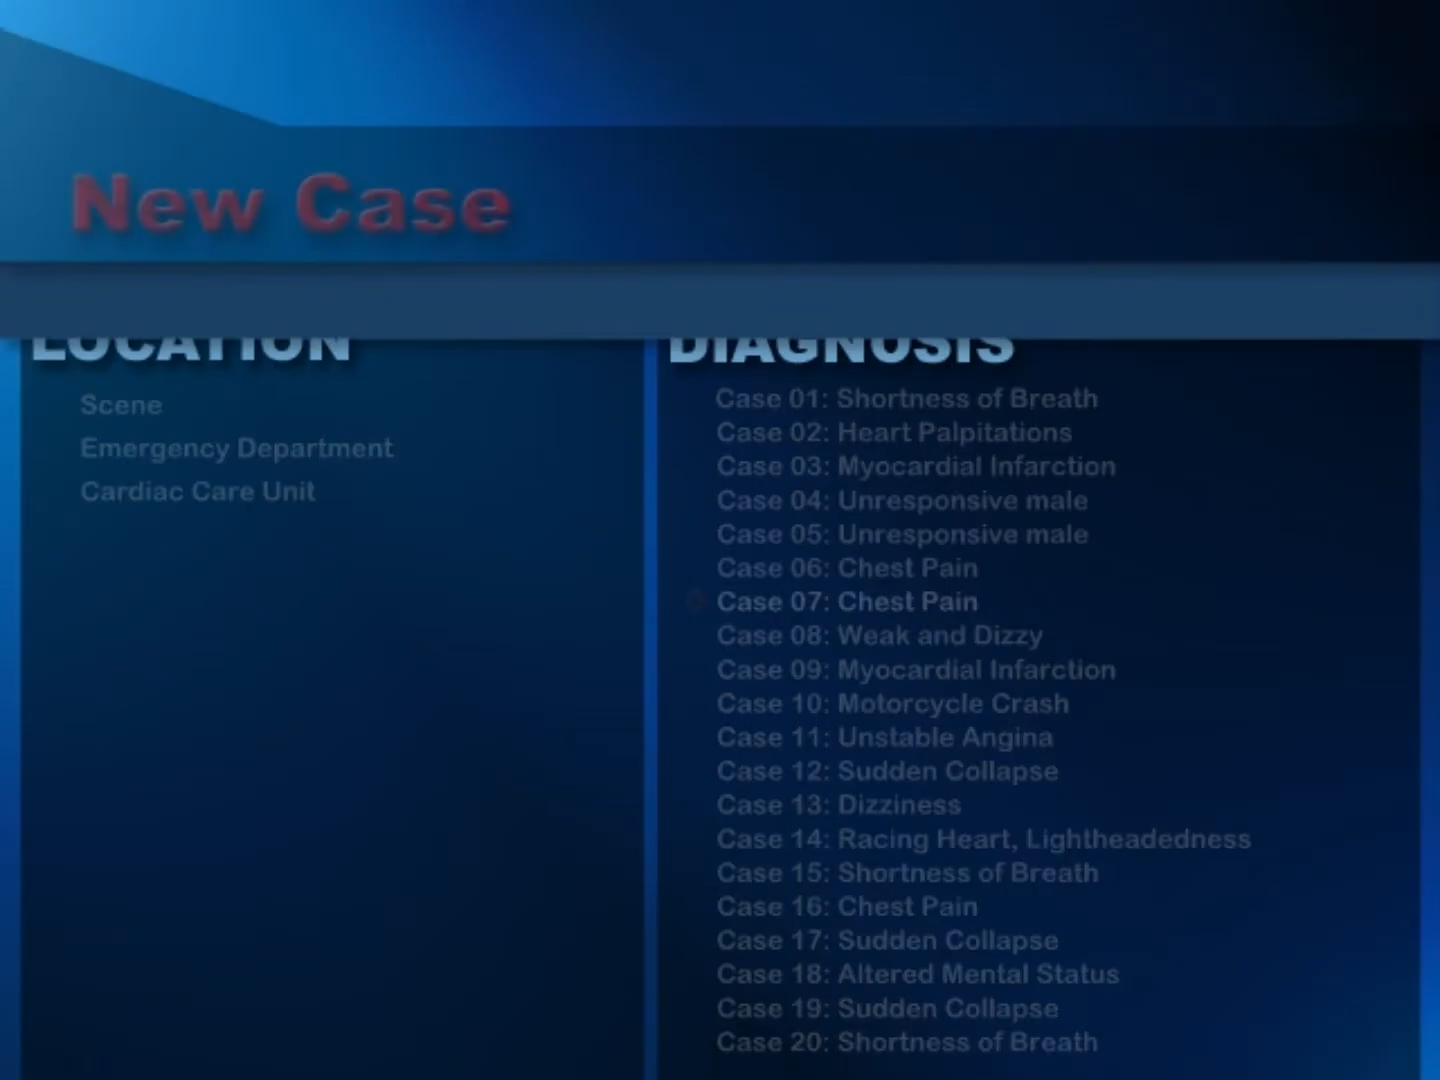 New Case
LOCATION
Scene
Emergency Department
Cardiac Care Unit
DIAGNOSIS
Case 01: Shortness of Breath
Case 02: Heart Palpitations
Case 03: Myocardial Infarction
Case 04: Unresponsive male
Case 05: Unresponsive male
Case 06: Chest Pain
Case 07: Chest Pain
Case 08: Weak and Dizzy
Case 09: Myocardial Infarction
Case 10: Motorcycle Crash
Case 11: Unstable Angina
Case 12: Sudden Collapse
Case 13: Dizziness
Case 14: Racing Heart, Lightheadedness
Case 15: Shortness of Breath
Case 16: Chest Pain
Case 17: Sudden Collapse
Case 18: Altered Mental Status
Case 19: Sudden Collapse
Case 20: Shortness of Breath